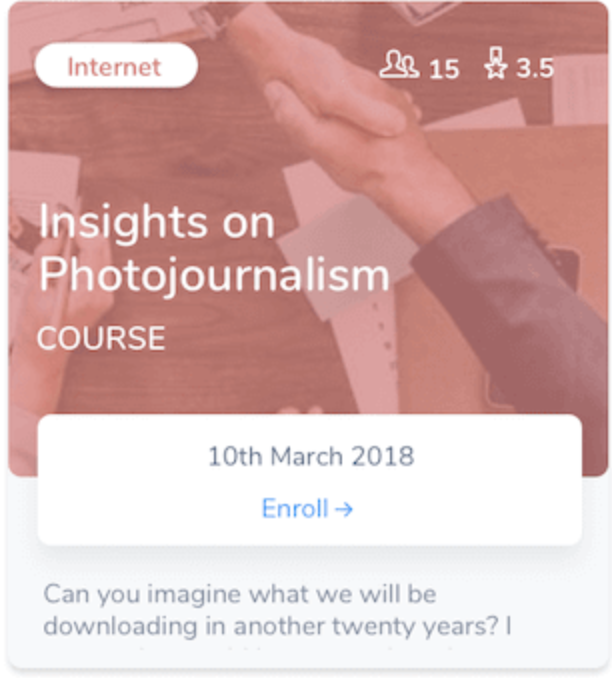 Internet
15 3.5
Insights on
Photojournalism
COURSE
10th March 2018
Enroll →
Can you imagine what we will be
downloading in another twenty years? I